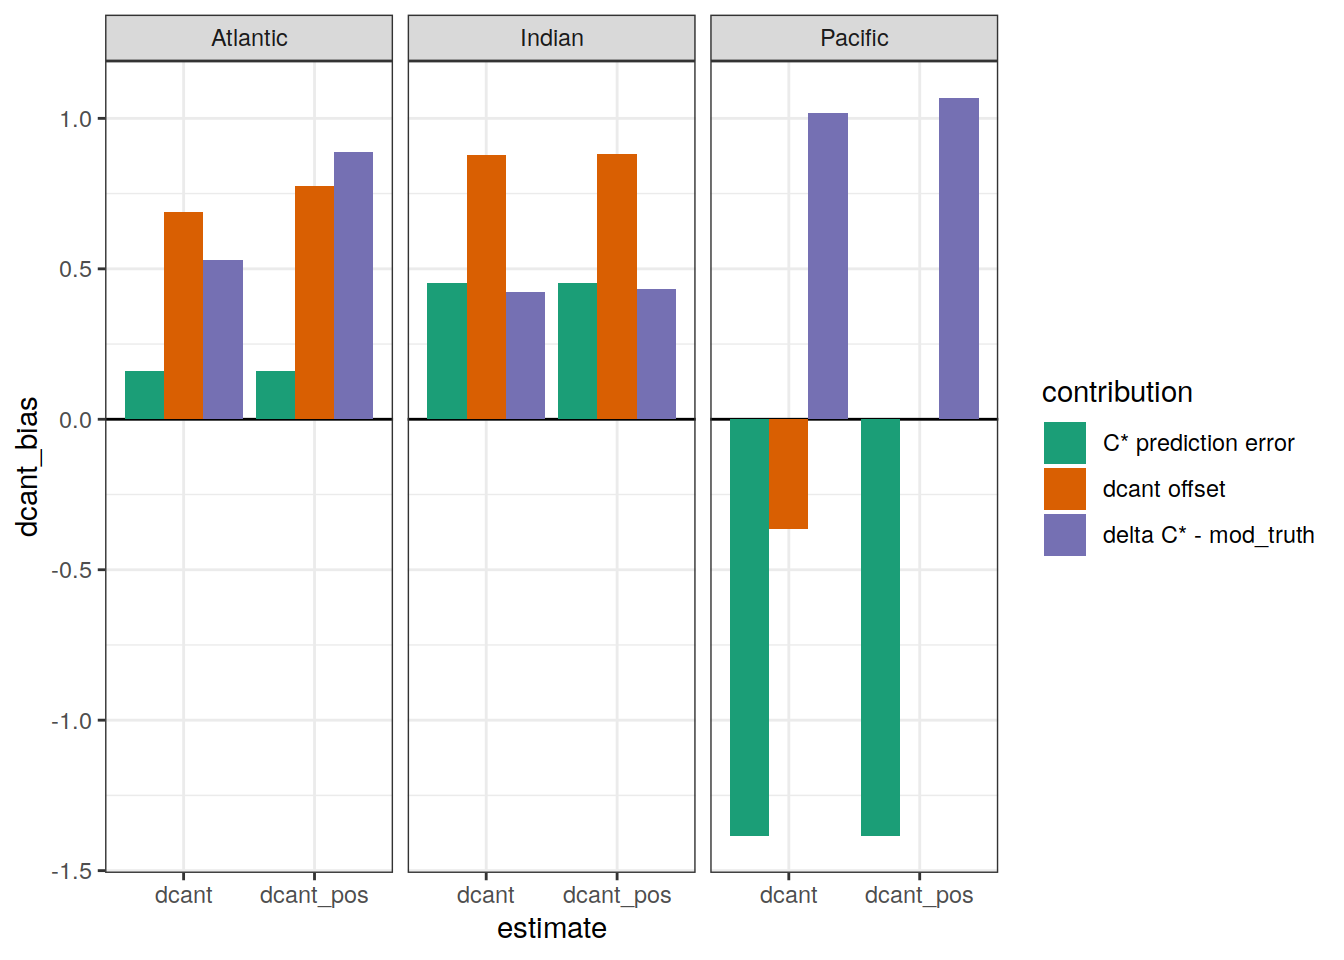 Atlantic
Indian
Pacific
dcant_bias
1.0
0.5
0.0
-0.5
-1.0
-1.5
dcant
dcant_pos
dcant
dcant_pos
dcant
dcant_pos
estimate
contribution
C* prediction error
dcant offset
delta C* - mod_truth